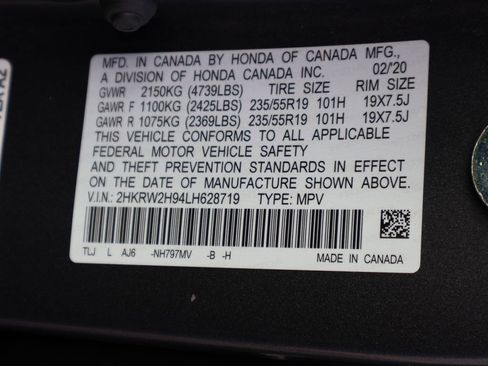 MFD. IN CANADA BY HONDA OF CANADA MFG.,
A DIVISION OF HONDA CANADA INC. 02/20
GVWR 2150KG (4739LBS) TIRE SIZE RIM SIZE
GAWR F 1100KG (2425LBS) 235/55R19 101H 19X7.5J
GAWR R 1075KG (2369LBS) 235/55R19 101H 19X7.5J
THIS VEHICLE CONFORMS TO ALL APPLICABLE
FEDERAL MOTOR VEHICLE SAFETY
AND THEFT PREVENTION STANDARDS IN EFFECT
ON THE DATE OF MANUFACTURE SHOWN ABOVE.
V.I.N.: 2HKRW2H94LH628719 TYPE: MPV
TLJ L AJ6 -NH797MV -B -H
MADE IN CANADA